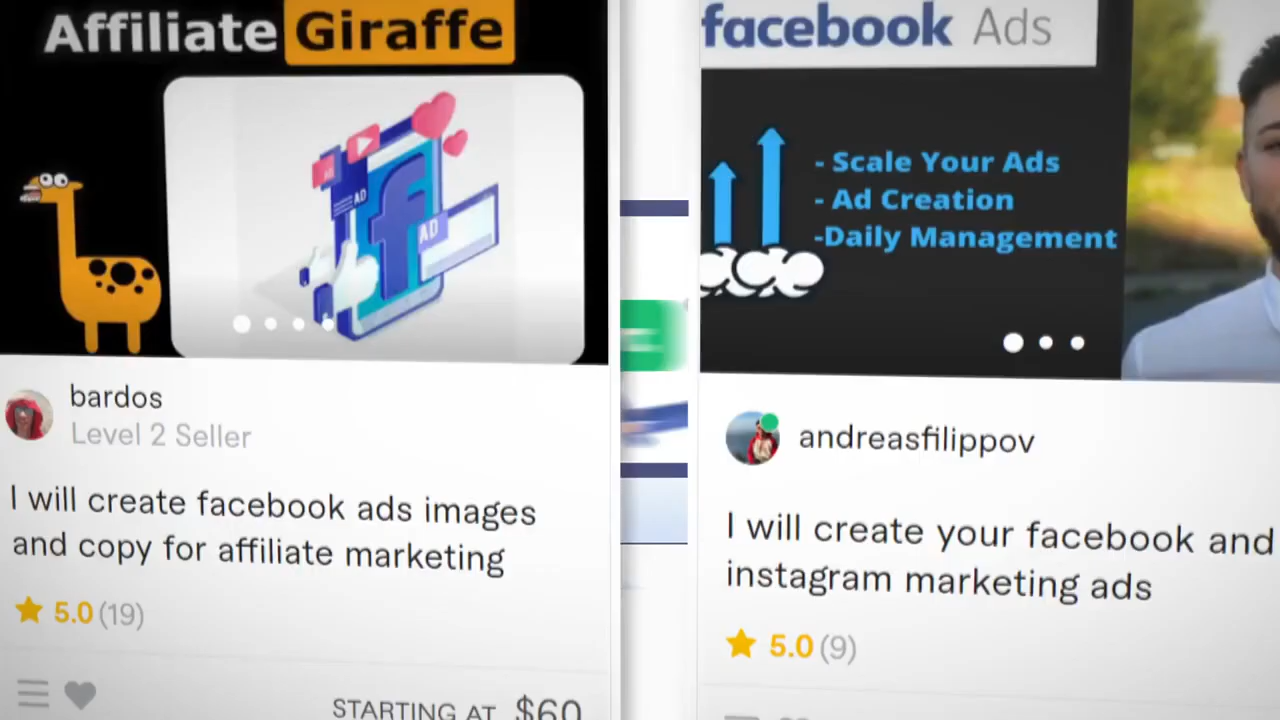 Affiliate Giraffe
AD
AD
bardos
Level 2 Seller
I will create facebook ads images
and copy for affiliate marketing
5.0 (19)
STARTING AT $60
facebook Ads
- Scale Your Ads
- Ad Creation
-Daily Management
andreasfilippov
I will create your facebook and
instagram marketing ads
5.0 (9)